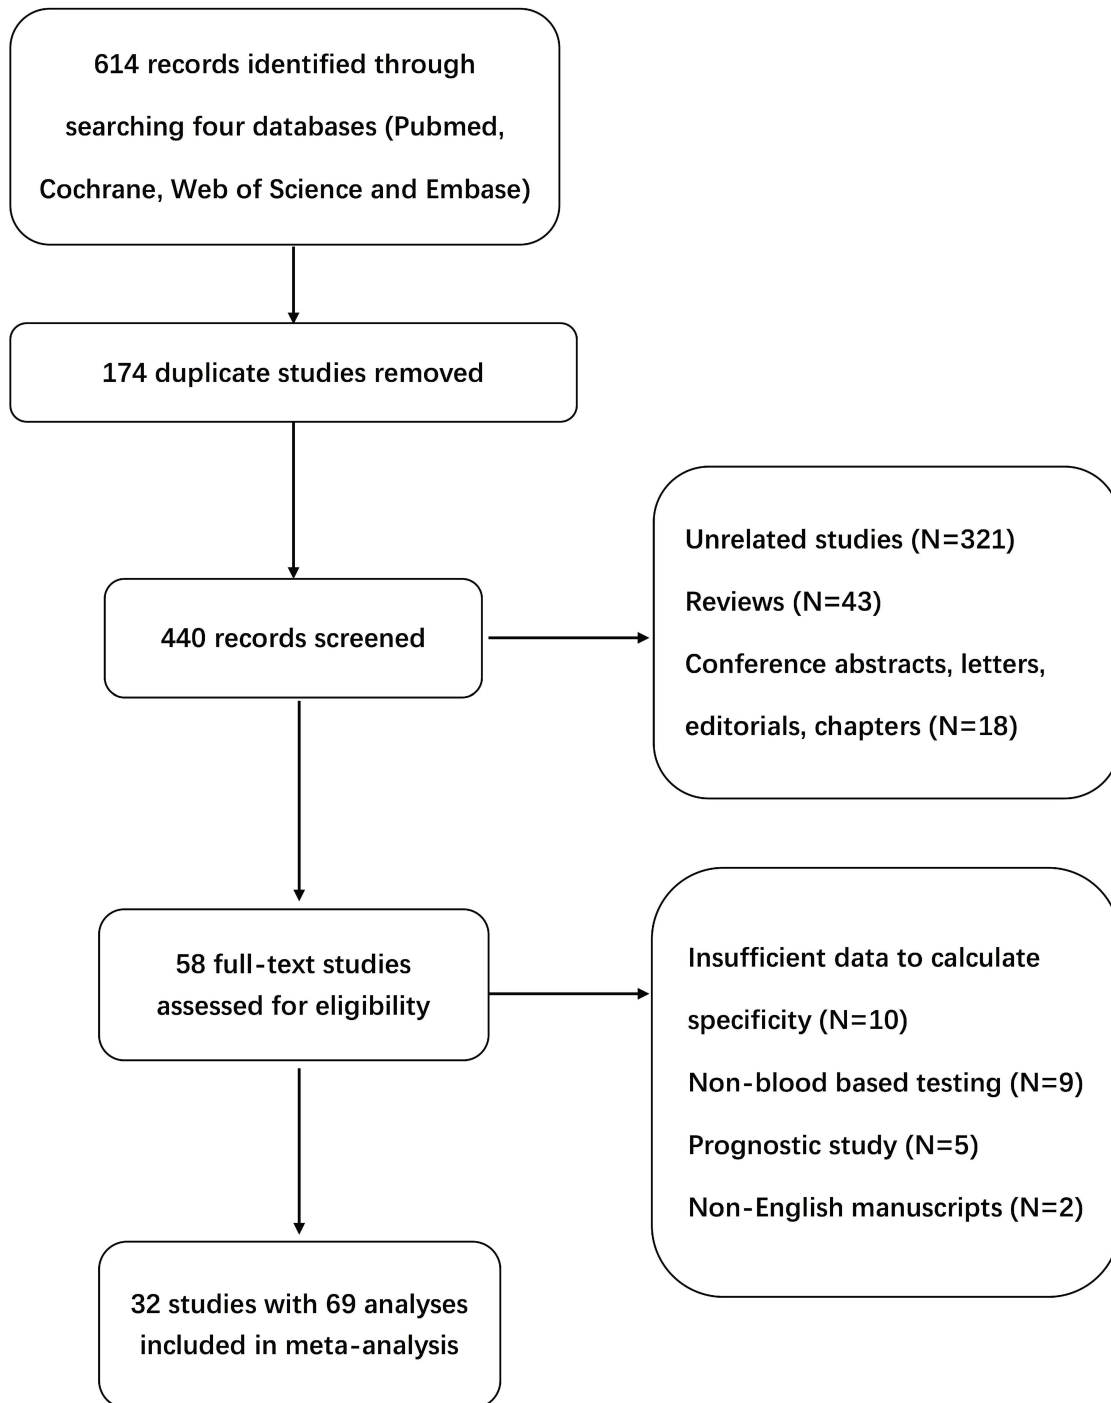 614 records identified through
searching four databases (Pubmed,
Cochrane, Web of Science and Embase)
174 duplicate studies removed
440 records screened
Unrelated studies (N=321)
Reviews (N=43)
Conference abstracts, letters,
editorials, chapters (N=18)
58 full-text studies
assessed for eligibility
Insufficient data to calculate
specificity (N=10)
Non-blood based testing (N=9)
Prognostic study (N=5)
Non-English manuscripts (N=2)
32 studies with 69 analyses
included in meta-analysis